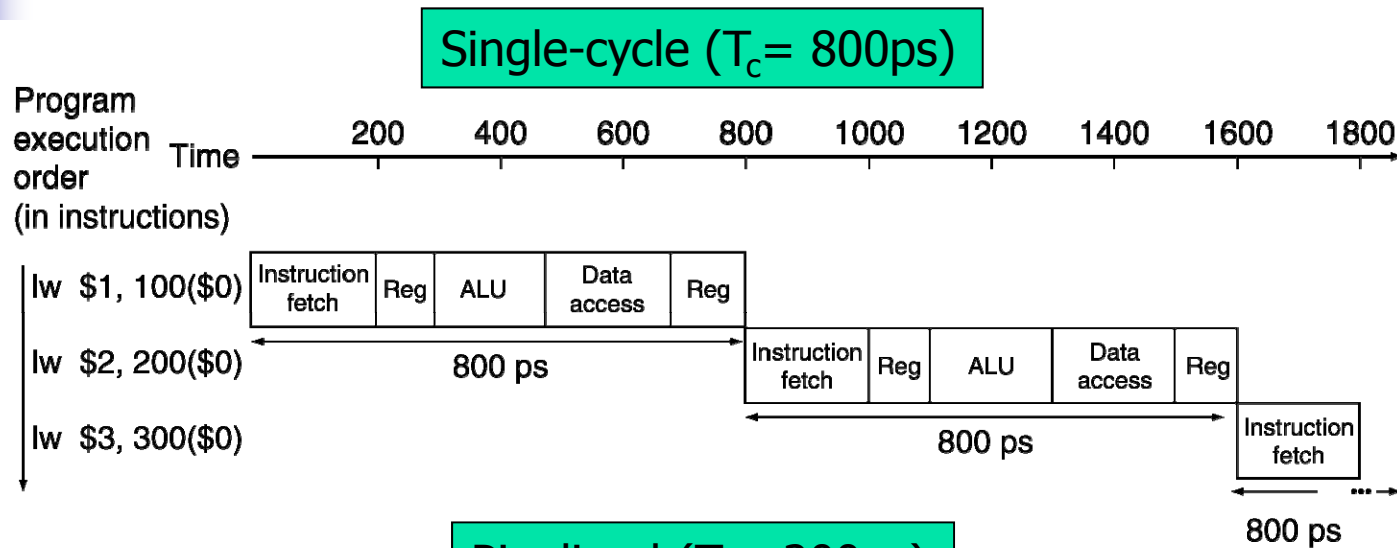 Single-cycle (Tc= 800ps)
Program
execution
order
(in instructions)
Time
200 400 600 800 1000 1200 1400 1600 1800
lw $1, 100($0)
Instruction
fetch
Reg
ALU
Data
access
Reg
800 ps
lw $2, 200($0)
Instruction
fetch
Reg
ALU
Data
access
Reg
800 ps
lw $3, 300($0)
Instruction
fetch
...
800 ps